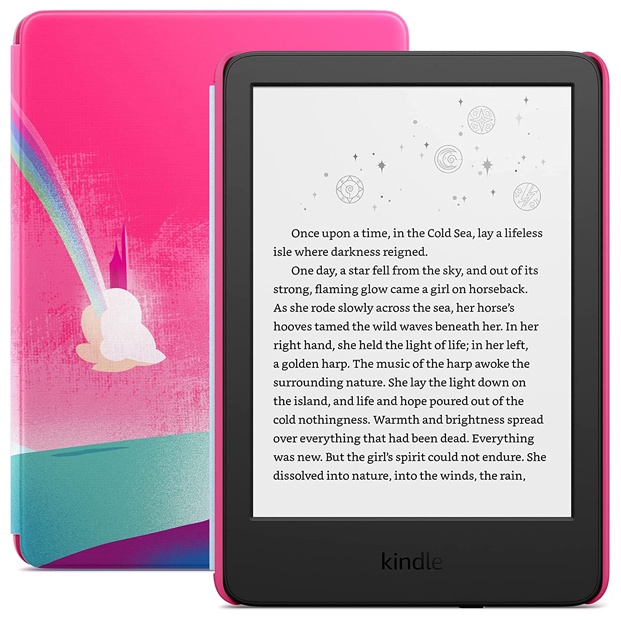 Once upon a time, in the Cold Sea, lay a lifeless
isle where darkness reigned.
One day, a star fell from the sky, and out of its
strong, flaming glow came a girl on horseback.
As she rode slowly across the sea, her horse's
hooves tamed the wild waves beneath her. In her
right hand, she held the light of life; in her left,
a golden harp. The music of the harp awoke the
surrounding nature. She lay the light down on
the island, and life and hope poured out of the
cold nothingness. Warmth and brightness spread
over everything that had been dead. Everything
was new. But the girl's spirit could not endure. She
dissolved into nature, into the winds, the rain,
kindle